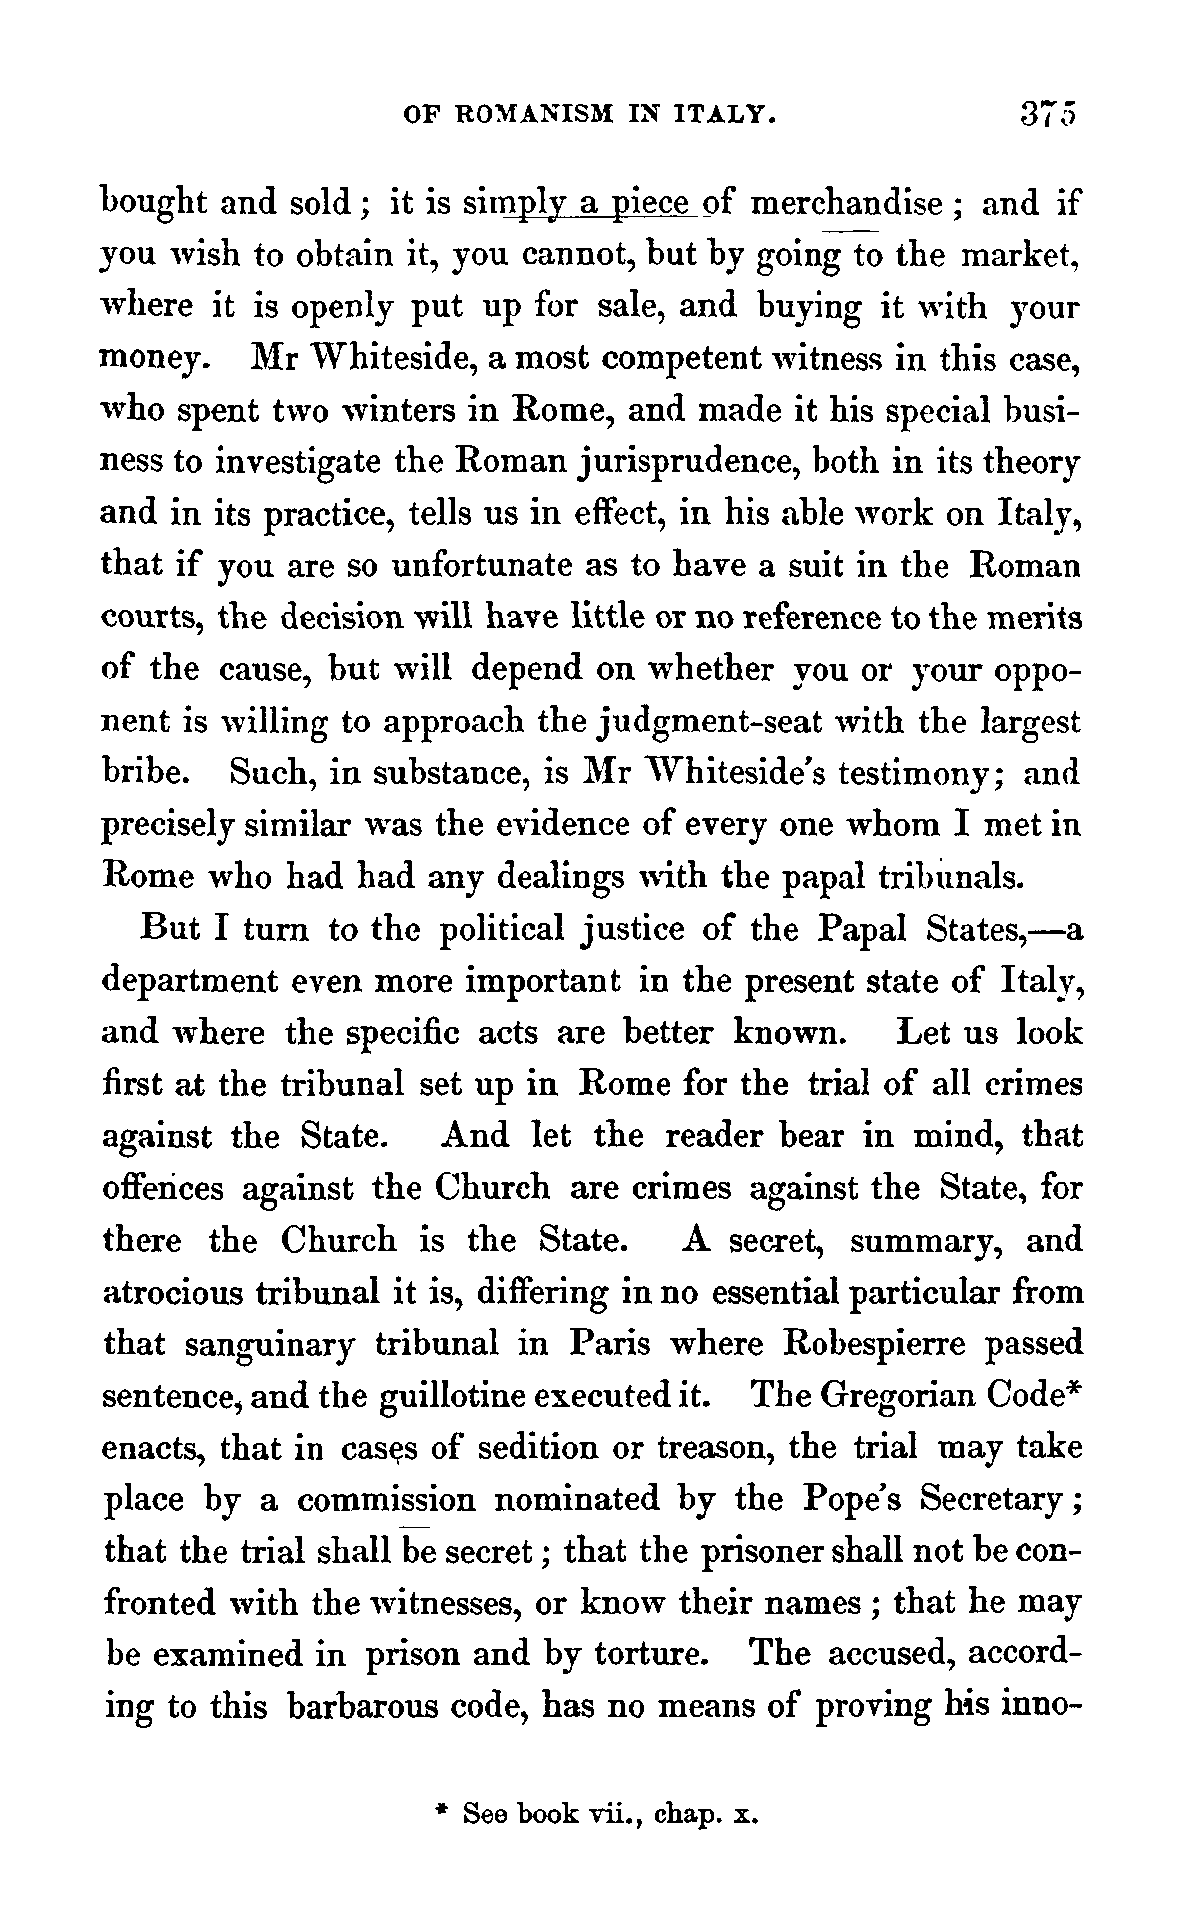 OF ROMANISM IN ITALY. 375
bought and sold ; it is simply a piece of merchandise ; and if
you wish to obtain it, you cannot, but by going to the market,
where it is openly put up for sale, and buying it with your
money. Mr Whiteside, a most competent witness in this case,
who spent two winters in Rome, and made it his special busi-
ness to investigate the Roman jurisprudence, both in its theory
and in its practice, tells us in effect, in his able work on Italy,
that if you are so unfortunate as to have a suit in the Roman
courts, the decision will have little or no reference to the merits
of the cause, but will depend on whether you or your oppo-
nent is willing to approach the judgment-seat with the largest
bribe. Such, in substance, is Mr Whiteside's testimony; and
precisely similar was the evidence of every one whom I met in
Rome who had had any dealings with the papal tribunals.
But I turn to the political justice of the Papal States,—a
department even more important in the present state of Italy,
and where the specific acts are better known. Let us look
first at the tribunal set up in Rome for the trial of all crimes
against the State. And let the reader bear in mind, that
offences against the Church are crimes against the State, for
there the Church is the State. A secret, summary, and
atrocious tribunal it is, differing in no essential particular from
that sanguinary tribunal in Paris where Robespierre passed
sentence, and the guillotine executed it. The Gregorian Code*
enacts, that in cases of sedition or treason, the trial may take
place by a commission nominated by the Pope's Secretary ;
that the trial shall be secret ; that the prisoner shall not be con-
fronted with the witnesses, or know their names ; that he may
be examined in prison and by torture. The accused, accord-
ing to this barbarous code, has no means of proving his inno-
* See book vii., chap. x.